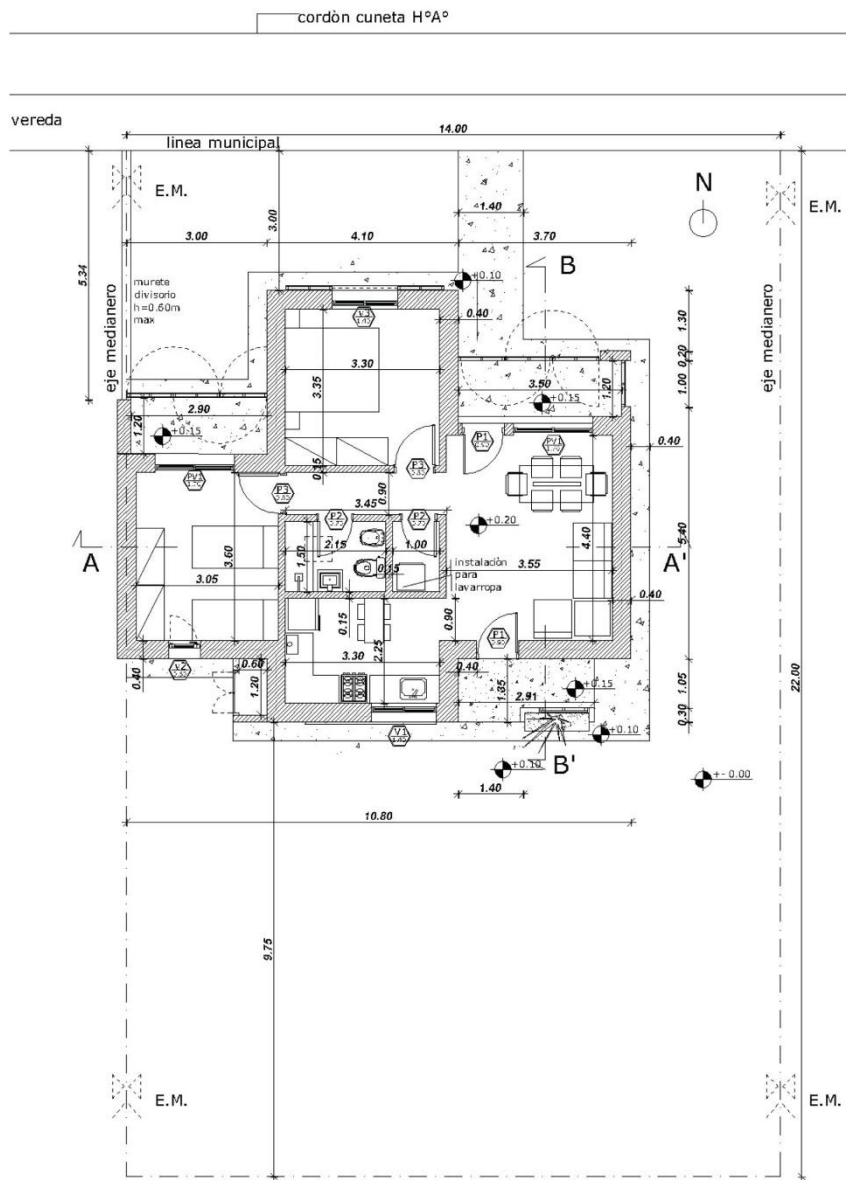 cordòn cuneta HºAº
vereda
14.00
linea municipal
E.M.
N
E.M.
3.00
1.40
5.34
3.00
4.10
3.70
B
+0.10
murete
divisorio
h=0.60m
max
eje medianero
eje medianero
V3
0.40
1.30
0.20
1.00
3.30
3.35
3.50
1.20
2.90
+0.15
1.20
+0.15
P1
PV1
0.40
PV1
P3
0.15
P3
0.90
3.45
+0.20
P2
P2
A
3.60
2.15
1.00
4.40
5.40
A'
1.50
0.15
instalaciòn
para
lavarropa
3.55
3.05
0.40
0.15
0.90
P1
2.25
3.30
V2
0.60
0.40
0.40
1.20
1.35
+0.15
2.91
1.05
0.30
22.00
V1
+0.10
+0.10
B'
+- 0.00
1.40
10.80
9.75
E.M.
E.M.